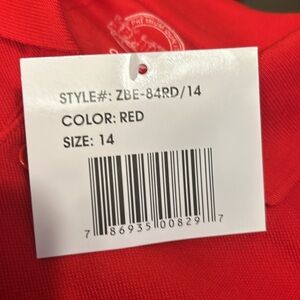 STYLE#: ZBE-84RD/14
COLOR: RED
SIZE: 14
7 86935 00829 7